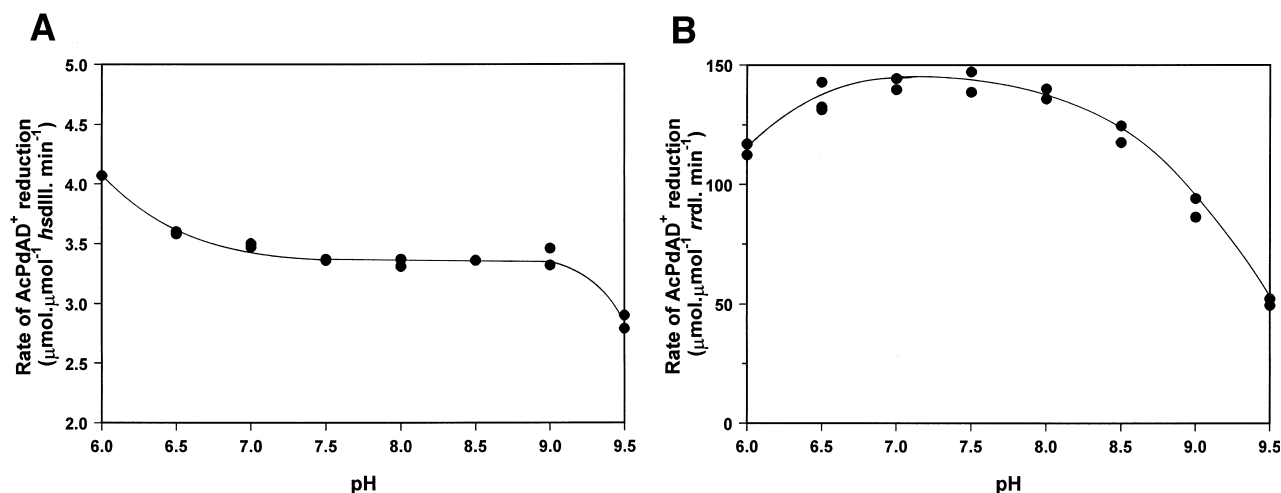 A
Rate of AcPdAD⁺ reduction
(μmol.μmol⁻¹ hsdIII. min⁻¹)
5.0
4.5
4.0
3.5
3.0
2.5
2.0
6.0 6.5 7.0 7.5 8.0 8.5 9.0 9.5
pH
B
Rate of AcPdAD⁺ reduction
(μmol.μmol⁻¹ rrdI. min⁻¹)
150
100
50
0
6.0 6.5 7.0 7.5 8.0 8.5 9.0 9.5
pH